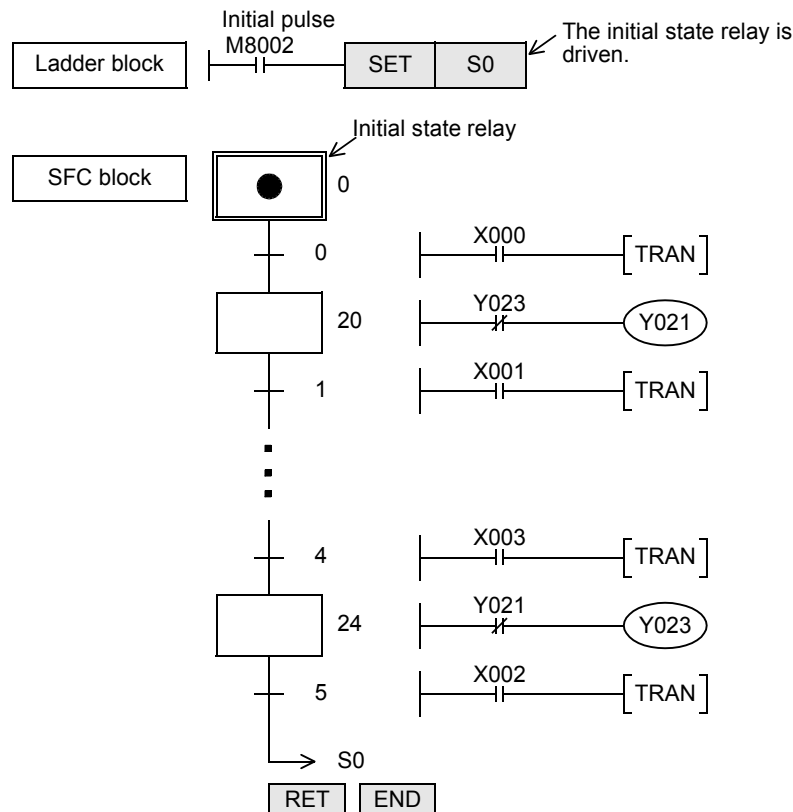 Initial pulse
M8002
The initial state relay is
driven.
Ladder block
SET S0
Initial state relay
SFC block
0
0 X000 TRAN
20 Y023 Y021
1 X001 TRAN
4 X003 TRAN
24 Y021 Y023
5 X002 TRAN
S0
RET END